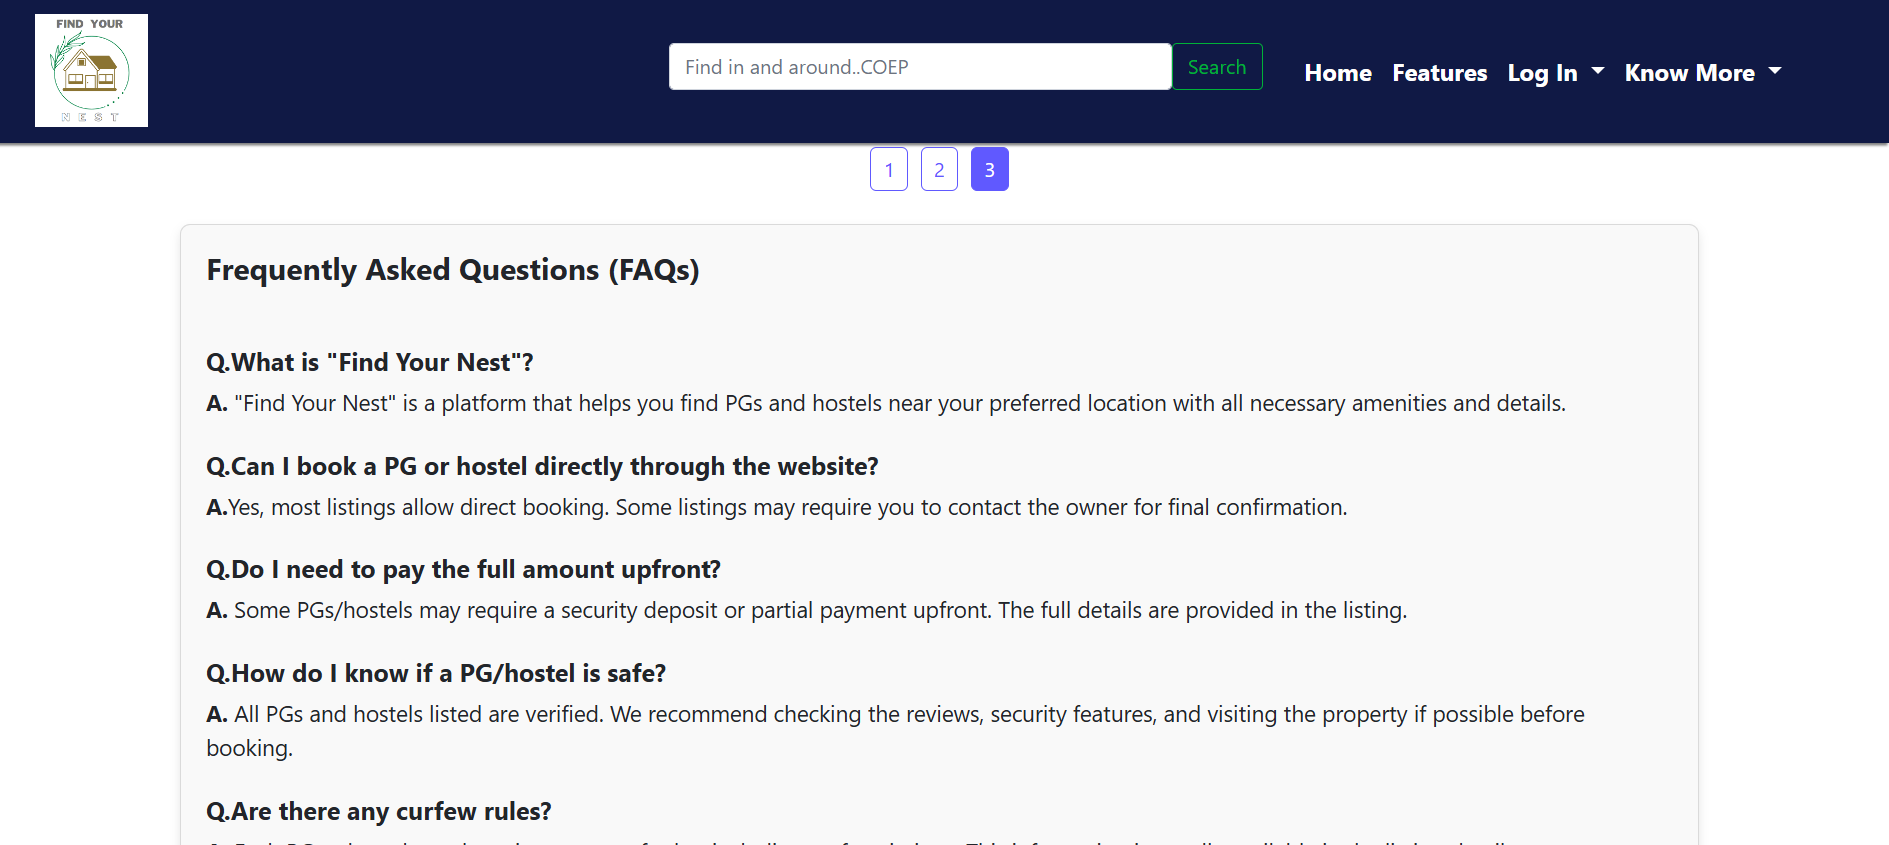 FIND YOUR
NEST
Find in and around..COEP
Search
Home Features Log In Know More
1 2 3
Frequently Asked Questions (FAQs)
Q.What is "Find Your Nest"?
A. "Find Your Nest" is a platform that helps you find PGs and hostels near your preferred location with all necessary amenities and details.
Q.Can I book a PG or hostel directly through the website?
A.Yes, most listings allow direct booking. Some listings may require you to contact the owner for final confirmation.
Q.Do I need to pay the full amount upfront?
A. Some PGs/hostels may require a security deposit or partial payment upfront. The full details are provided in the listing.
Q.How do I know if a PG/hostel is safe?
A. All PGs and hostels listed are verified. We recommend checking the reviews, security features, and visiting the property if possible before
booking.
Q.Are there any curfew rules?